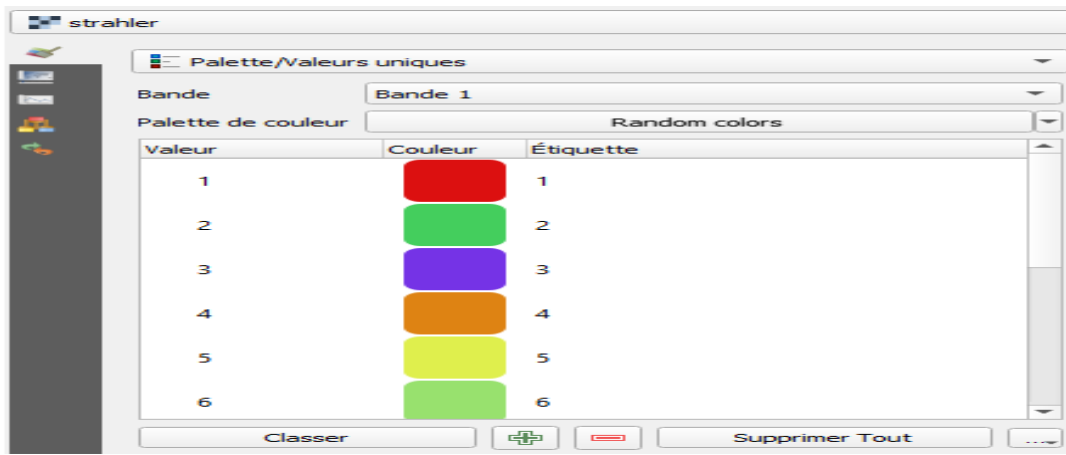 strahler
Palette/Valeurs uniques
Bande Bande 1
Palette de couleur Random colors
Valeur Couleur Étiquette
1 1
2 2
3 3
4 4
5 5
6 6
Classer Supprimer Tout ...